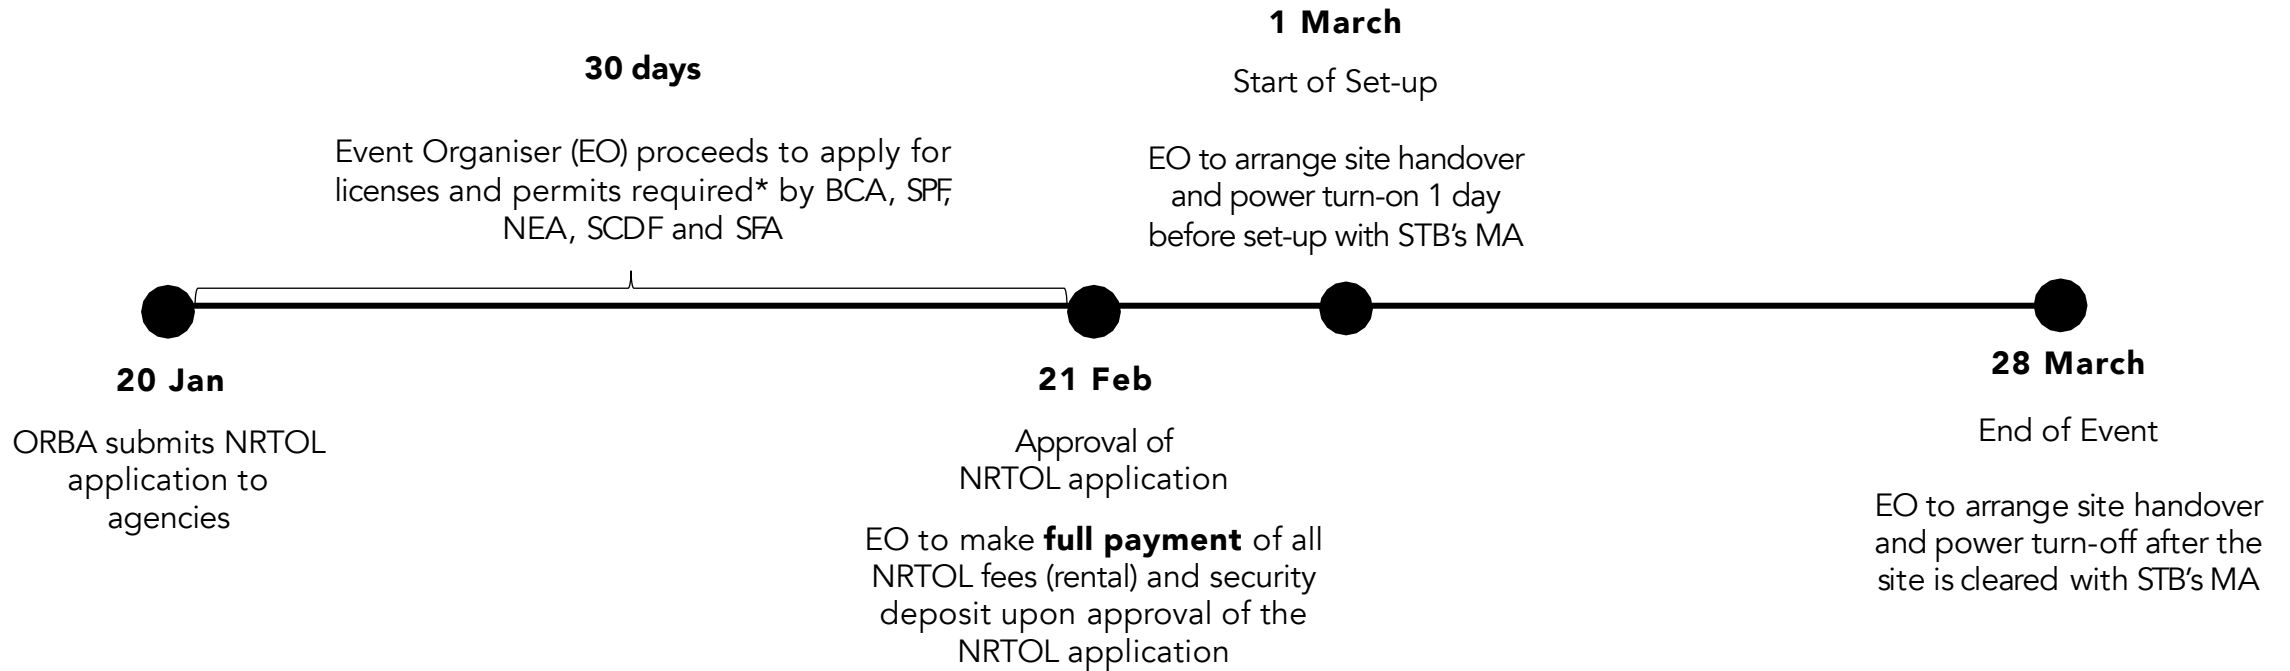 30 days
Event Organiser (EO) proceeds to apply for
licenses and permits required* by BCA, SPF,
NEA, SCDF and SFA
1 March
Start of Set-up
EO to arrange site handover
and power turn-on 1 day
before set-up with STB's MA
20 Jan
ORBA submits NRTOL
application to
agencies
21 Feb
Approval of
NRTOL application
EO to make full payment of all
NRTOL fees (rental) and security
deposit upon approval of the
NRTOL application
28 March
End of Event
EO to arrange site handover
and power turn-off after the
site is cleared with STB's MA